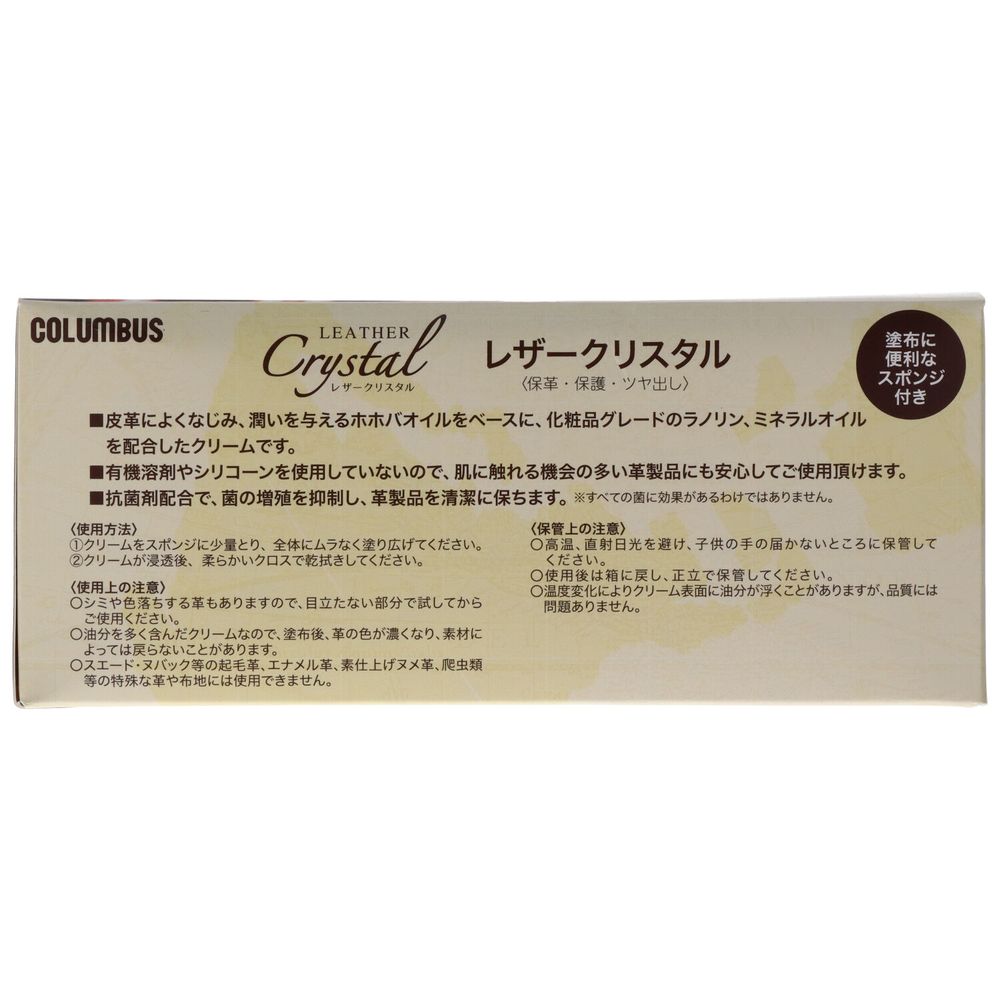 COLUMBUS
LEATHER
Crystal
レザークリスタル
レザークリスタル
〈保革・保護・ツヤ出し〉
塗布に
便利な
スポンジ
付き
■皮革によくなじみ、潤いを与えるホホバオイルをベースに、化粧品グレードのラノリン、ミネラルオイル
を配合したクリームです。
■有機溶剤やシリコーンを使用していないので、肌に触れる機会の多い革製品にも安心してご使用頂けます。
■抗菌剤配合で、菌の増殖を抑制し、革製品を清潔に保ちます。※すべての菌に効果があるわけではありません。
〈使用方法〉
①クリームをスポンジに少量とり、全体にムラなく塗り広げてください。
②クリームが浸透後、柔らかいクロスで乾拭きしてください。
〈使用上の注意〉
○シミや色落ちする革もありますので、目立たない部分で試してから
ご使用ください。
○油分を多く含んだクリームなので、塗布後、革の色が濃くなり、素材に
よっては戻らないことがあります。
○スエード・ヌバック等の起毛革、エナメル革、素仕上げヌメ革、爬虫類
等の特殊な革や布地には使用できません。
〈保管上の注意〉
○高温、直射日光を避け、子供の手の届かないところに保管して
ください。
○使用後は箱に戻し、正立で保管してください。
○温度変化によりクリーム表面に油分が浮くことがありますが、品質には
問題ありません。